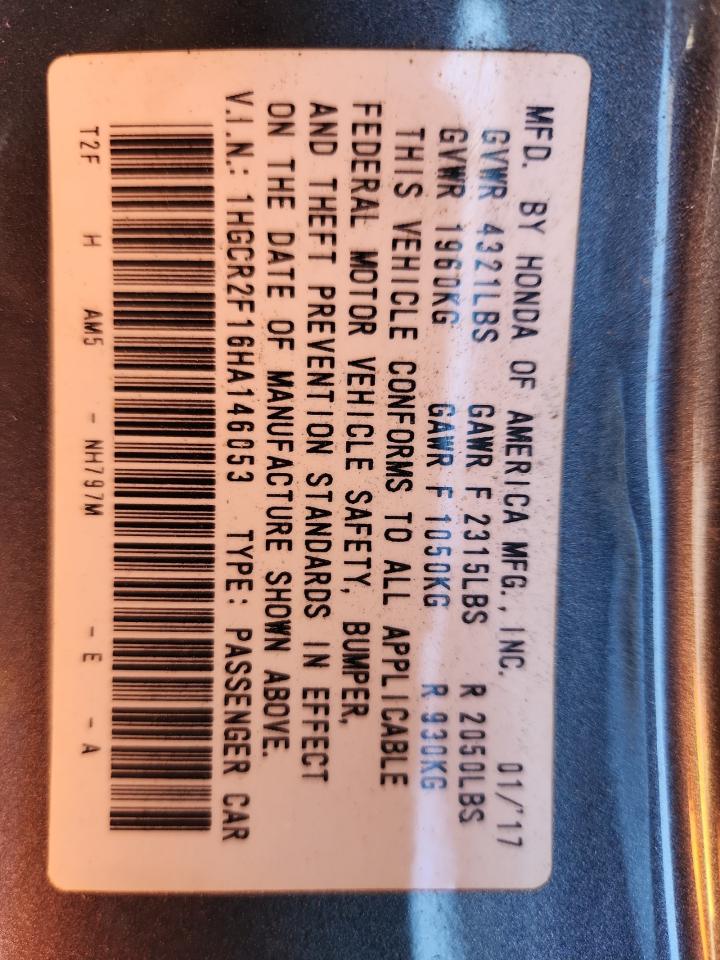 MFD. BY HONDA OF AMERICA MFG., INC. 01/'17
GVWR 4321LBS GAWR F 2315LBS R 2050LBS
GVWR 1960KG GAWR F 1050KG R 930KG
THIS VEHICLE CONFORMS TO ALL APPLICABLE
FEDERAL MOTOR VEHICLE SAFETY, BUMPER,
AND THEFT PREVENTION STANDARDS IN EFFECT
ON THE DATE OF MANUFACTURE SHOWN ABOVE.
V.I.N.: 1HGCR2F16HA146053 TYPE: PASSENGER CAR
T2F H AM5 - NH797M - E - A